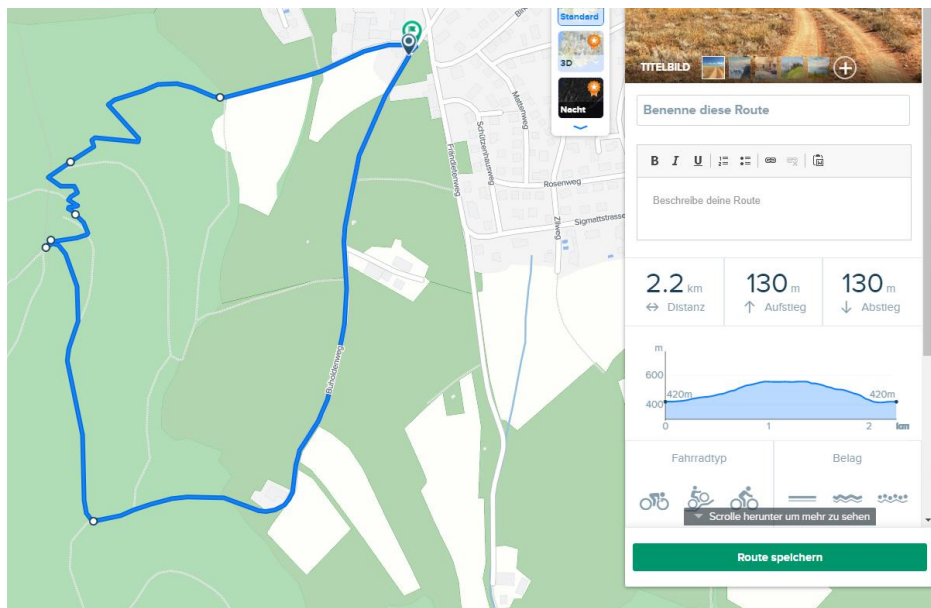 Standard
3D
Nacht
Mattenweg
Schützenhausweg
Frändletenweg
Rosenweg
Zilweg
Sigmattstrasse
Buholdenweg
TITELBILD
Benenne diese Route
B I U
Beschreibe deine Route
2.2 km
Distanz
130 m
Aufstieg
130 m
Abstieg
m
600
400
420m
420m
0 1 2 km
Fahrradtyp
Belag
Scrolle herunter um mehr zu sehen
Route speichern